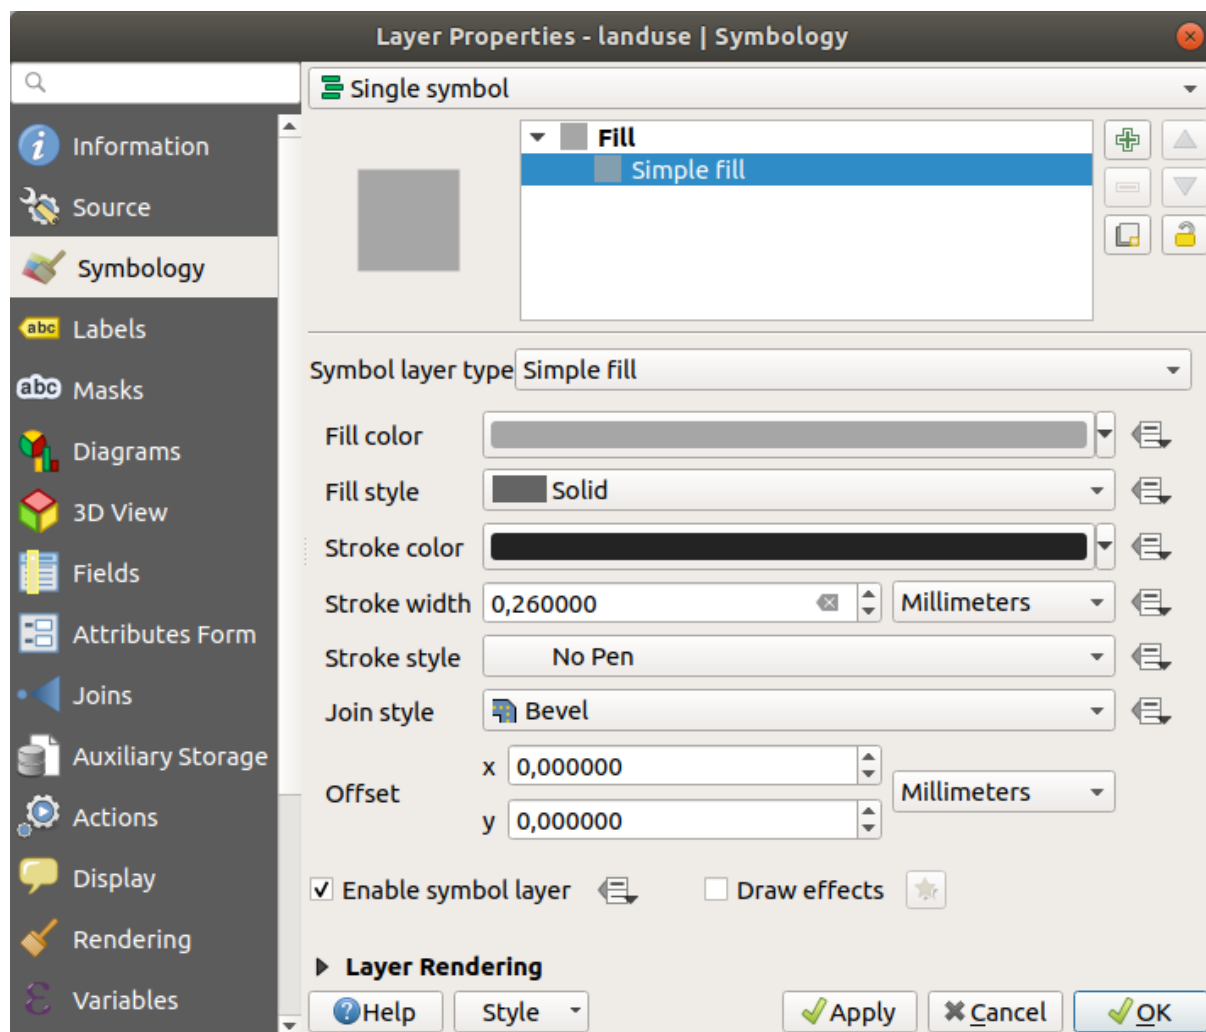 Layer Properties - landuse | Symbology
Single symbol
Information
Source
Symbology
abc Labels
abc Masks
Diagrams
3D View
Fields
Attributes Form
Joins
Auxiliary Storage
Actions
Display
Rendering
Variables
Fill
Simple fill
Symbol layer type Simple fill
Fill color
Fill style Solid
Stroke color
Stroke width 0,260000 Millimeters
Stroke style No Pen
Join style Bevel
Offset x 0,000000 Millimeters
y 0,000000
Enable symbol layer Draw effects
Layer Rendering
Help Style Apply Cancel OK